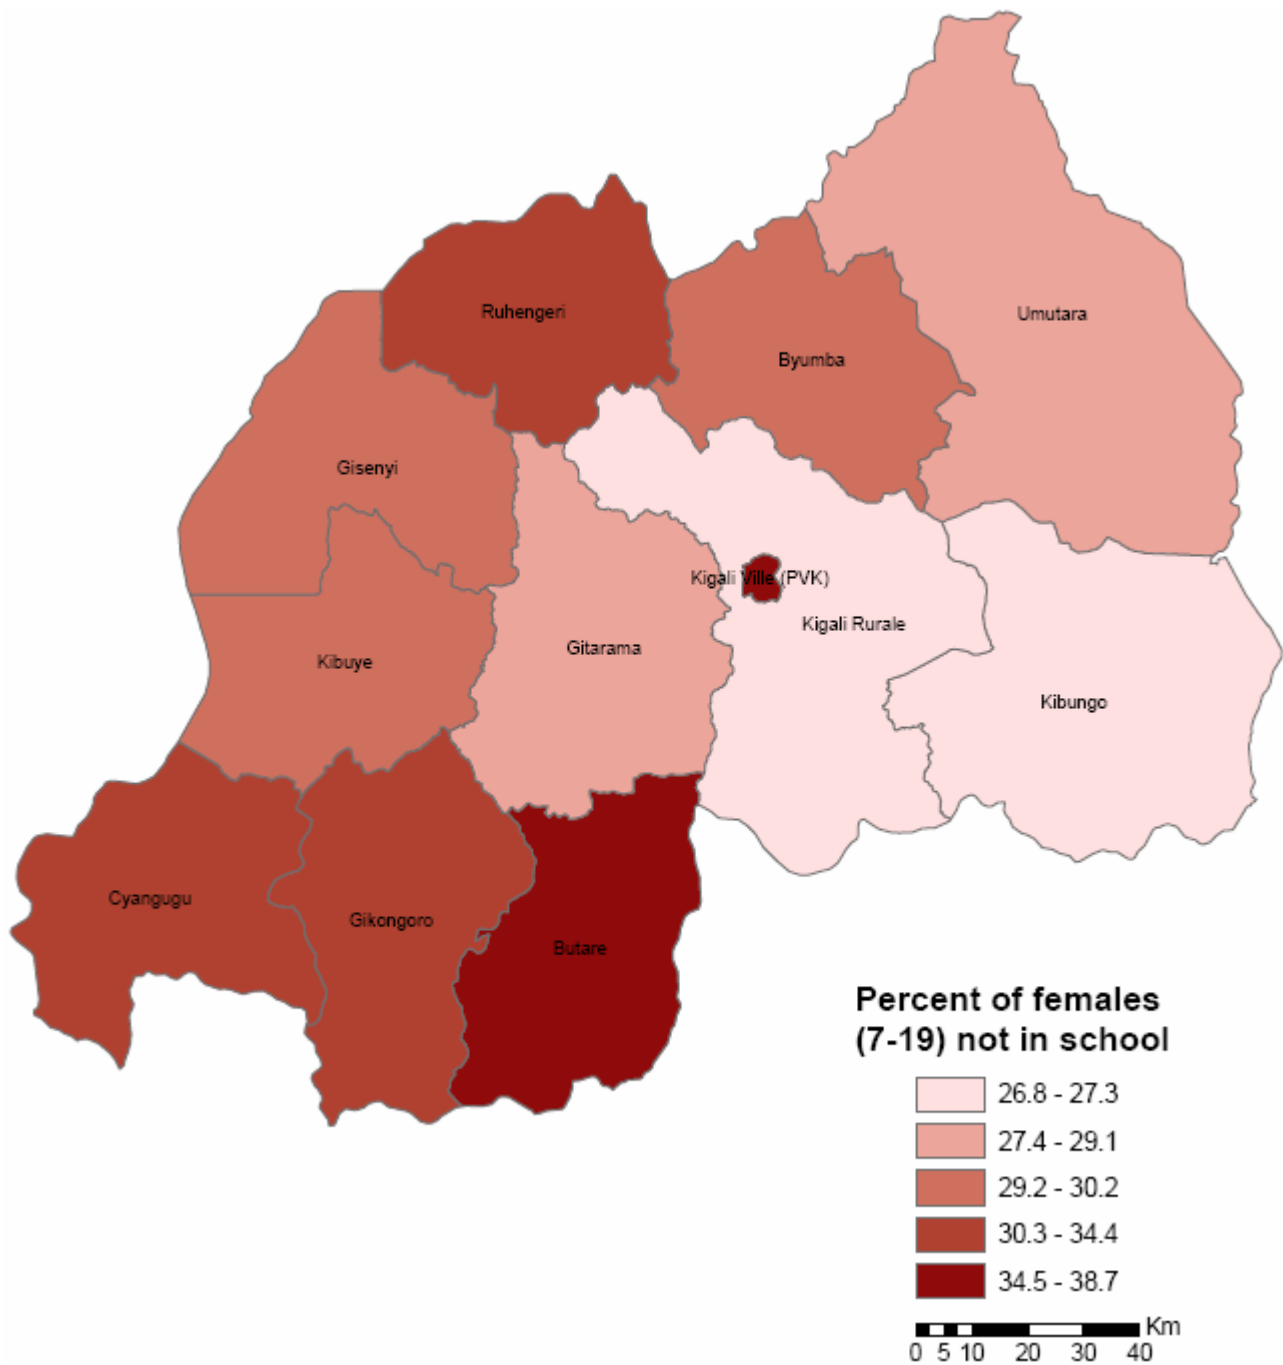 Ruhengeri
Umutara
Byumba
Gisenyi
Kigali Ville (PVK)
Kigali Rurale
Gitarama
Kibuye
Kibungo
Cyangugu
Gikongoro
Butare
Percent of females
(7-19) not in school
26.8 - 27.3
27.4 - 29.1
29.2 - 30.2
30.3 - 34.4
34.5 - 38.7
Km
0 5 10 20 30 40